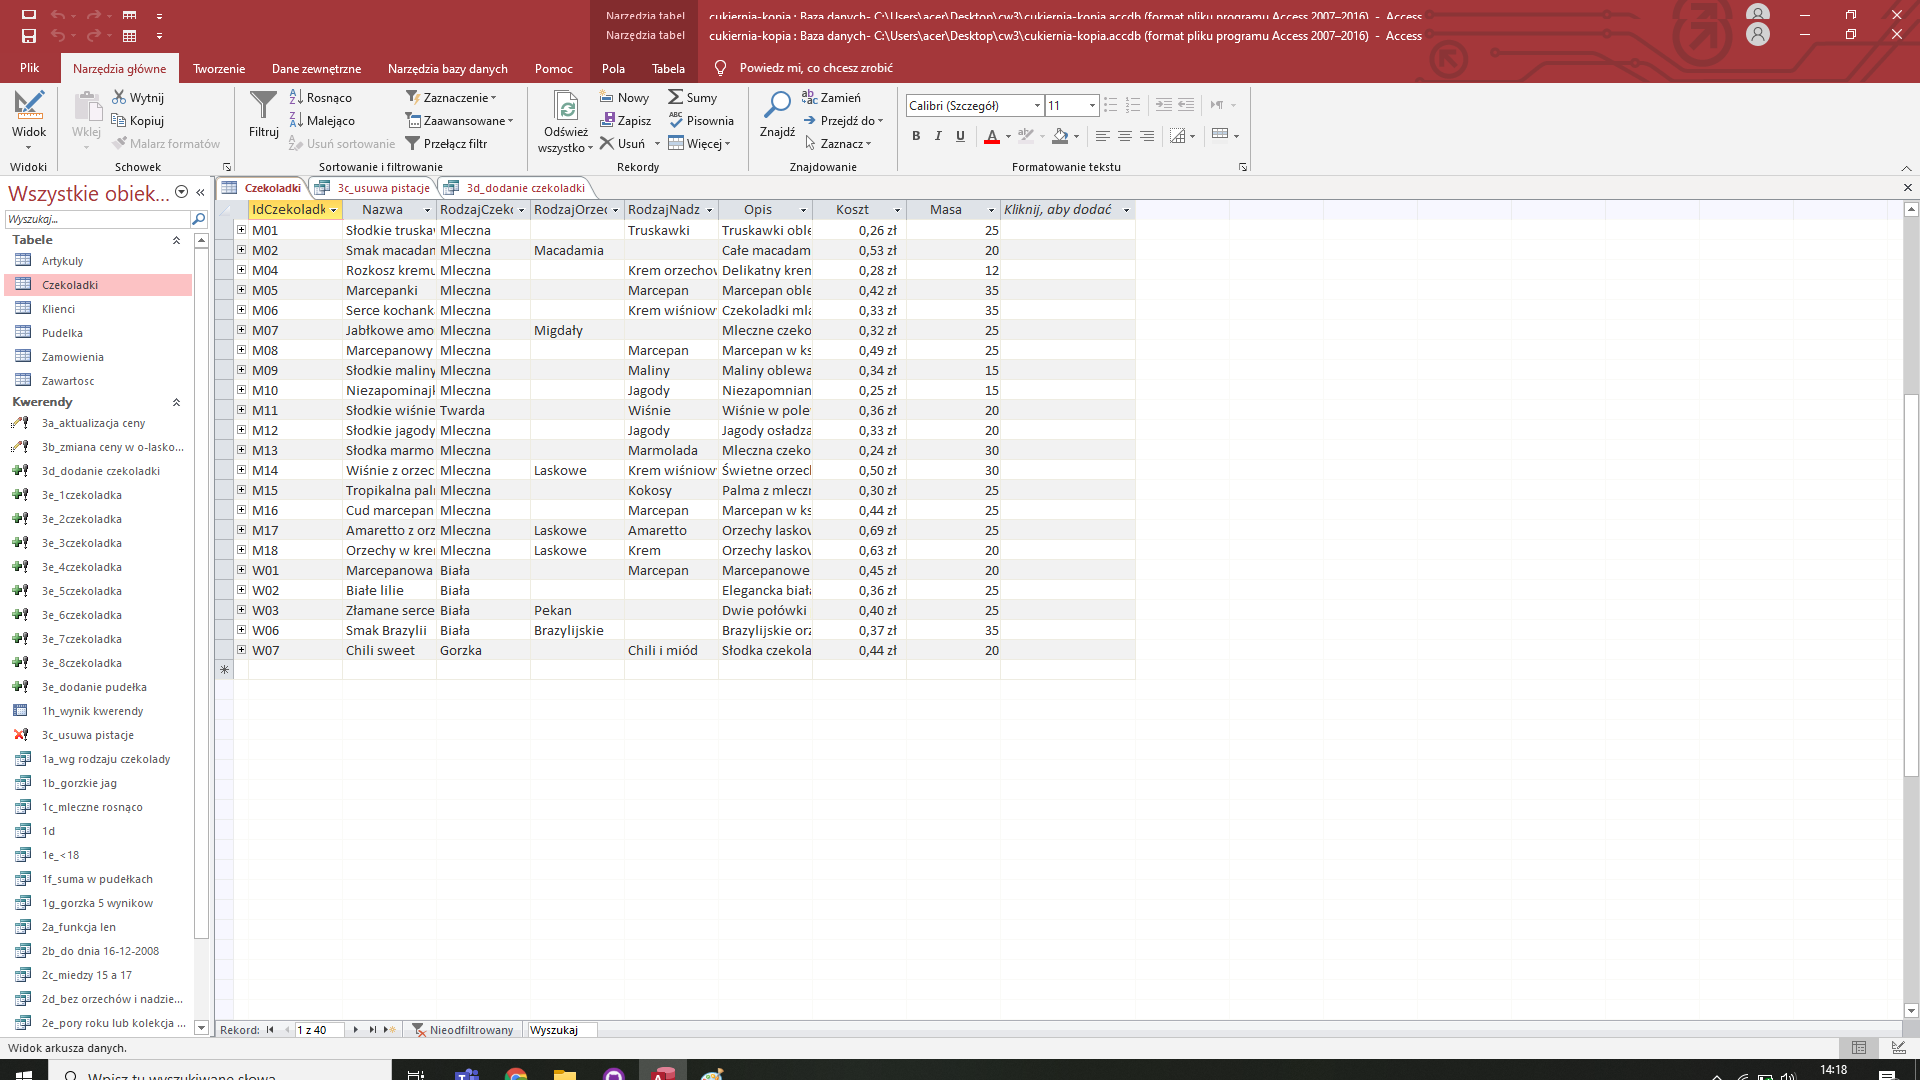 Narzędzia tabel
cukiernia-kopia : Baza danych- C:\Users\acer\Desktop\cw3\cukiernia-kopia.accdb (format pliku programu Access 2007–2016) - Access
Narzędzia tabel
cukiernia-kopia : Baza danych- C:\Users\acer\Desktop\cw3\cukiernia-kopia.accdb (format pliku programu Access 2007–2016) - Access
Plik Narzędzia główne Tworzenie Dane zewnętrzne Narzędzia bazy danych Pomoc Pola Tabela Powiedz mi, co chcesz zrobić
Widok
Widoki
Wklej
Wytnij
Kopiuj
Malarz formatów
Schowek
Filtruj
Rosnąco
Malejąco
Usuń sortowanie
Zaznaczenie
Zaawansowane
Przełącz filtr
Sortowanie i filtrowanie
Odśwież
wszystko
Nowy
Zapisz
Usuń
Sumy
Pisownia
Więcej
Rekordy
Znajdź
Zamień
Przejdź do
Zaznacz
Znajdowanie
Calibri (Szczegół) 11
B I U A ab
Formatowanie tekstu
Wszystkie obiek...
Wyszukaj...
Tabele
Artykuly
Czekoladki
Klienci
Pudelka
Zamowienia
Zawartosc
Kwerendy
3a_aktualizacja ceny
3b_zmiana ceny w o-lasko...
3d_dodanie czekoladki
3e_1czekoladka
3e_2czekoladka
3e_3czekoladka
3e_4czekoladka
3e_5czekoladka
3e_6czekoladka
3e_7czekoladka
3e_8czekoladka
3e_dodanie pudełka
1h_wynik kwerendy
3c_usuwa pistacje
1a_wg rodzaju czekolady
1b_gorzkie jag
1c_mleczne rosnąco
1d
1e_<18
1f_suma w pudełkach
1g_gorzka 5 wynikow
2a_funkcja len
2b_do dnia 16-12-2008
2c_miedzy 15 a 17
2d_bez orzechów i nadzie...
2e_pory roku lub kolekcja ...
Czekoladki 3c_usuwa pistacje 3d_dodanie czekoladki
IdCzekoladk Nazwa RodzajCzeko RodzajOrzec RodzajNadz Opis Koszt Masa Kliknij, aby dodać
M01 Słodkie truskaw Mleczna Truskawki Truskawki oble 0,26 zł 25
M02 Smak macadan Mleczna Macadamia Całe macadam 0,53 zł 20
M04 Rozkosz kremu Mleczna Krem orzechov Delikatny kren 0,28 zł 12
M05 Marcepanki Mleczna Marcepan Marcepan oble 0,42 zł 35
M06 Serce kochank Mleczna Krem wiśniow Czekoladki mla 0,33 zł 35
M07 Jabłkowe amo Mleczna Migdały Mleczne czeko 0,32 zł 25
M08 Marcepanowy Mleczna Marcepan Marcepan w ks 0,49 zł 25
M09 Słodkie maliny Mleczna Maliny Maliny oblewa 0,34 zł 15
M10 Niezapominajk Mleczna Jagody Niezapomnian 0,25 zł 15
M11 Słodkie wiśnie Twarda Wiśnie Wiśnie w pole 0,36 zł 20
M12 Słodkie jagody Mleczna Jagody Jagody osładza 0,33 zł 20
M13 Słodka marmo Mleczna Marmolada Mleczna czeko 0,24 zł 30
M14 Wiśnie z orzec Mleczna Laskowe Krem wiśniow Świetne orzecl 0,50 zł 30
M15 Tropikalna paln Mleczna Kokosy Palma z mleczn 0,30 zł 25
M16 Cud marcepan Mleczna Marcepan Marcepan w ks 0,44 zł 25
M17 Amaretto z orz Mleczna Laskowe Amaretto Orzechy laskov 0,69 zł 25
M18 Orzechy w kren Mleczna Laskowe Krem Orzechy laskov 0,63 zł 20
W01 Marcepanowa Biała Marcepan Marcepanowe 0,45 zł 20
W02 Białe lilie Biała Elegancka biała 0,36 zł 25
W03 Złamane serce Biała Pekan Dwie połówki 0,40 zł 25
W06 Smak Brazylii Biała Brazylijskie Brazylijskie orz 0,37 zł 35
W07 Chili sweet Gorzka Chili i miód Słodka czekola 0,44 zł 20
Rekord: 1 z 40 Nieodfiltrowany Wyszukaj
Widok arkusza danych.
Wpisz tu wyszukiwane słowa
14:18